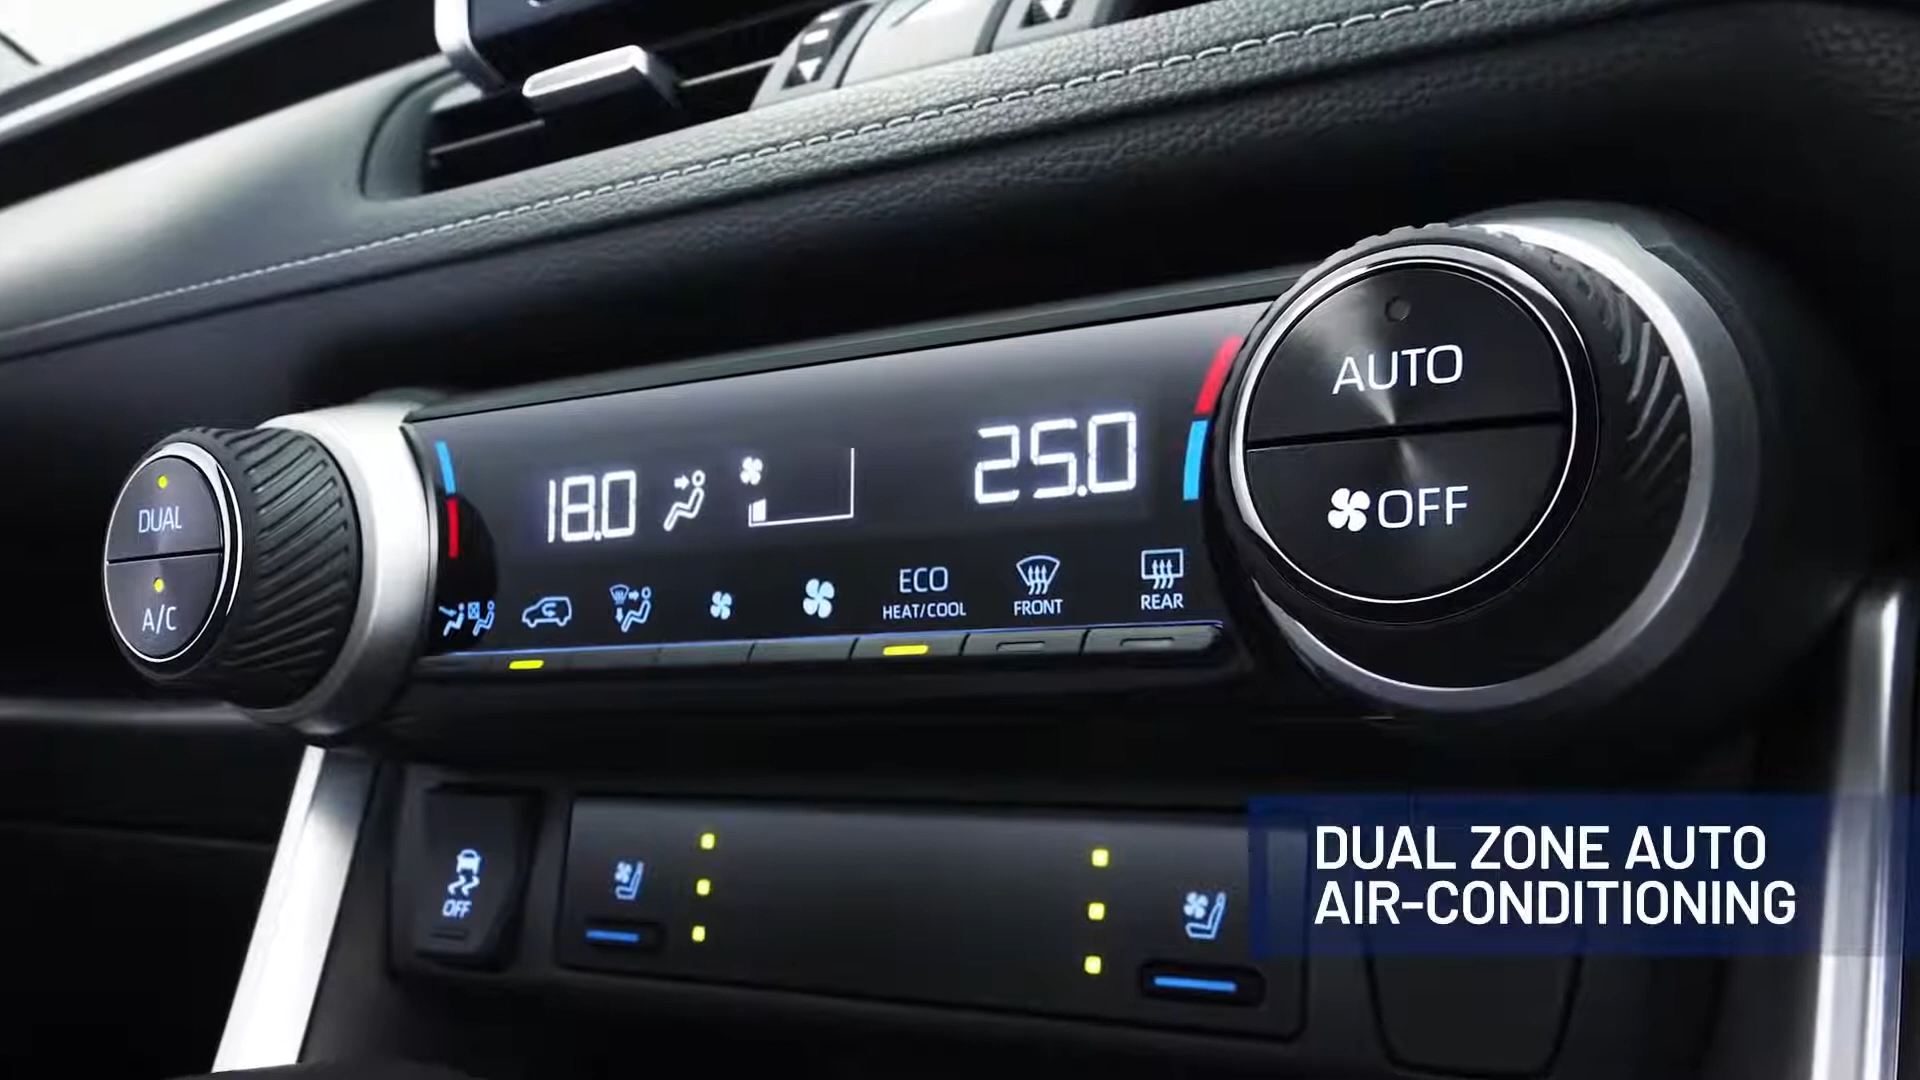 AUTO
OFF
18.0
25.0
DUAL
A/C
ECO
HEAT/COOL
FRONT
REAR
OFF
DUAL ZONE AUTO
AIR-CONDITIONING